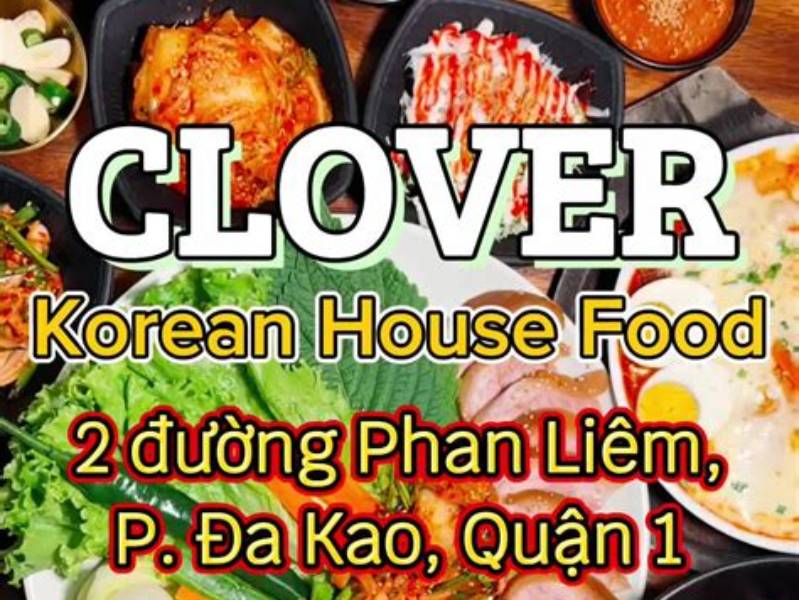 CLOVER
Korean House Food
2 đường Phan Liêm,
P. Đa Kao, Quận 1